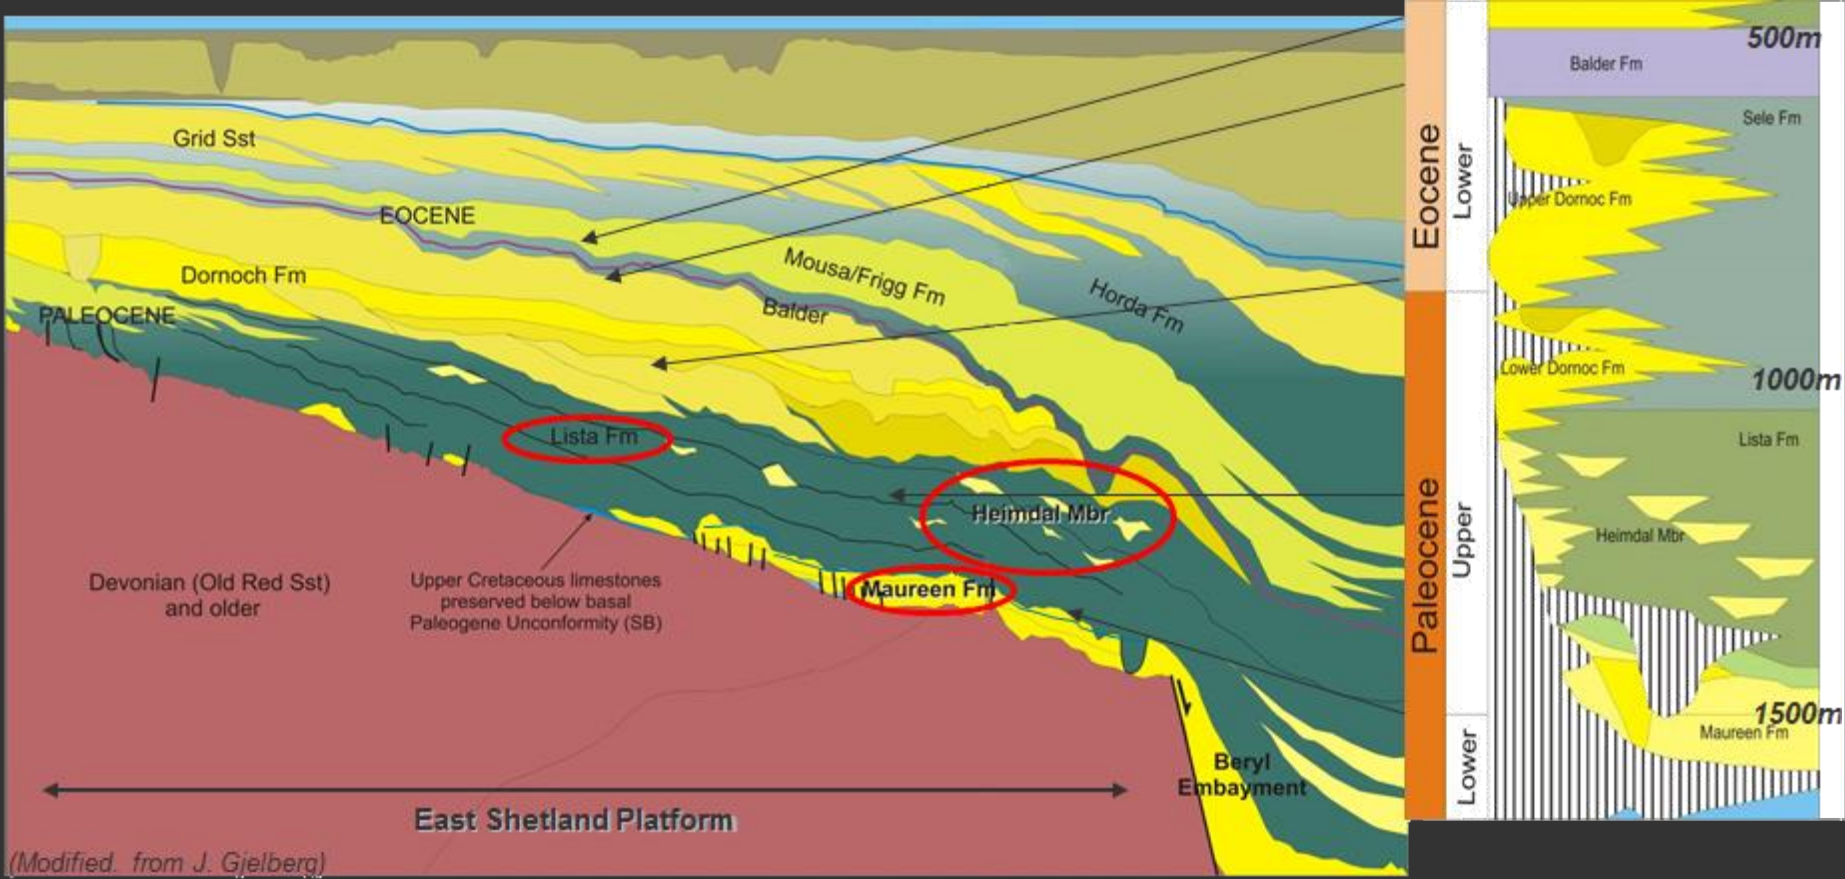 Grid Sst
EOCENE
Dornoch Fm
PALEOCENE
Mousa/Frigg Fm
Balder
Horda Fm
Lista Fm
Heimdal Mbr
Maureen Fm
Devonian (Old Red Sst)
and older
Upper Cretaceous limestones
preserved below basal
Paleogene Unconformity (SB)
Beryl
Embayment
East Shetland Platform
(Modified. from J. Gjelberg)
Eocene
Paleocene
Lower
Upper
Lower
500m
Balder Fm
Sele Fm
Upper Dornoc Fm
Lower Dornoc Fm
1000m
Lista Fm
Heimdal Mbr
1500m
Maureen Fm